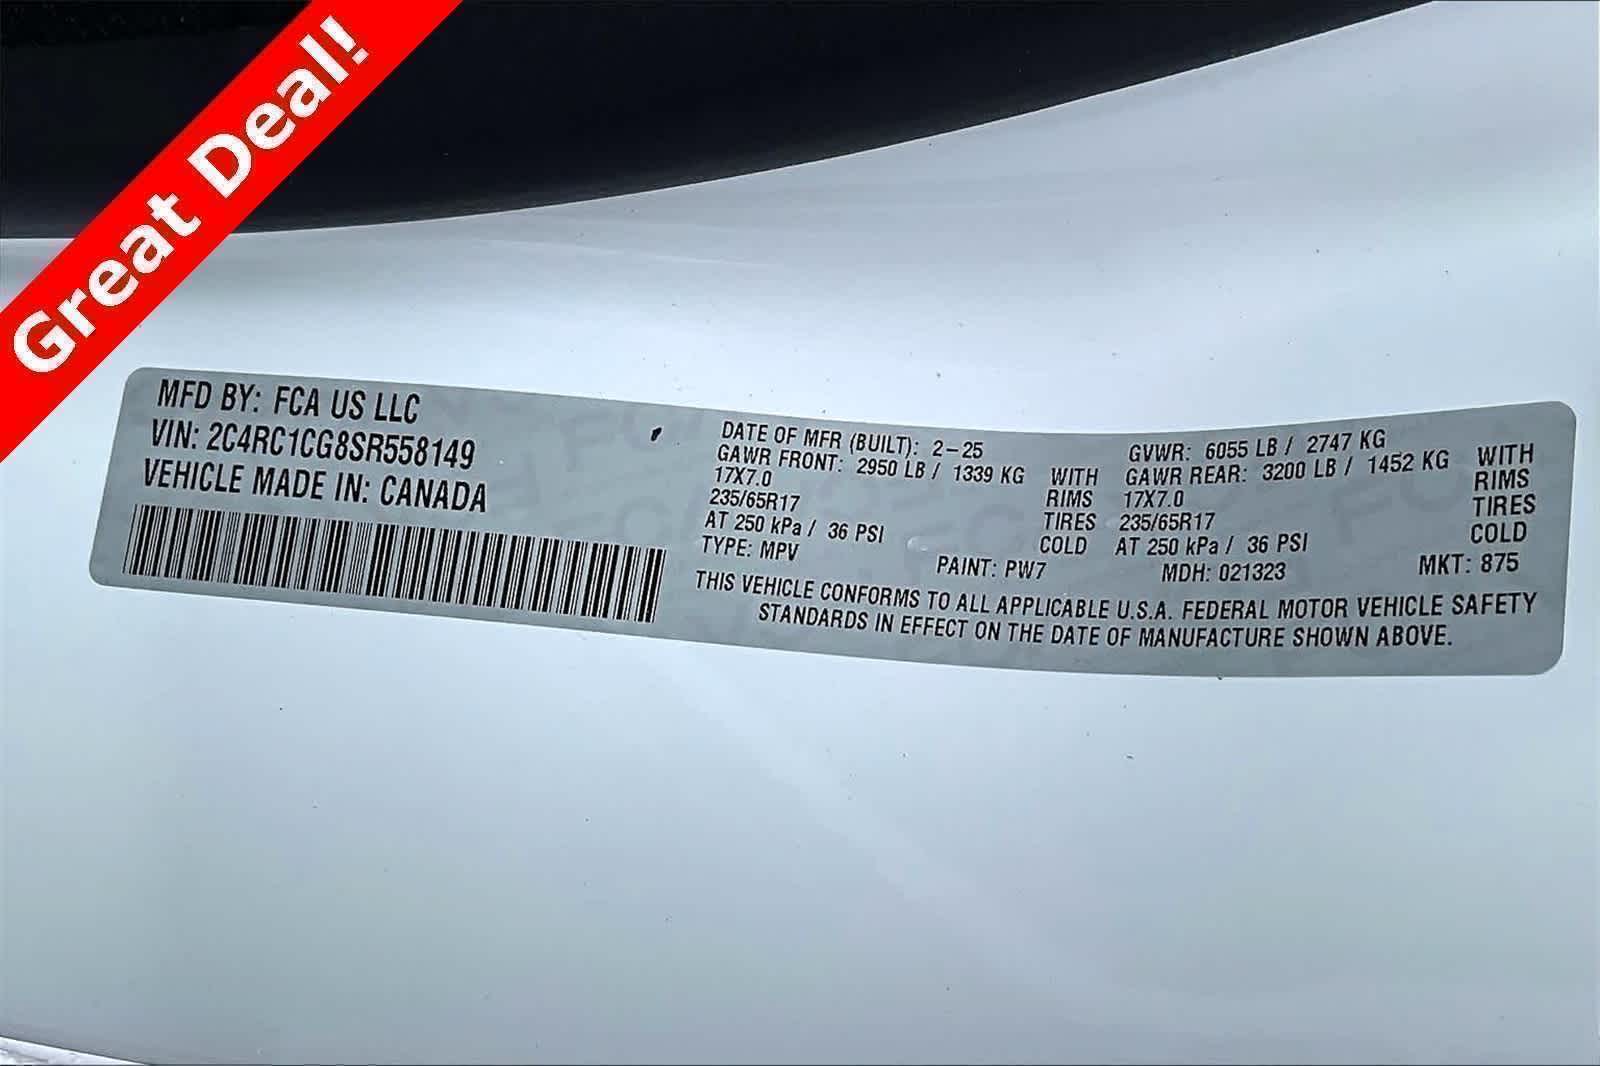 Great Deal!
MFD BY: FCA US LLC
VIN: 2C4RC1CG8SR558149
VEHICLE MADE IN: CANADA
DATE OF MFR (BUILT): 2-25 GVWR: 6055 LB / 2747 KG
GAWR FRONT: 2950 LB / 1339 KG WITH GAWR REAR: 3200 LB / 1452 KG WITH
17X7.0 RIMS 17X7.0 RIMS
235/65R17 TIRES 235/65R17 TIRES
AT 250 kPa / 36 PSI COLD AT 250 kPa / 36 PSI COLD
TYPE: MPV PAINT: PW7 MDH: 021323 MKT: 875
THIS VEHICLE CONFORMS TO ALL APPLICABLE U.S.A. FEDERAL MOTOR VEHICLE SAFETY
STANDARDS IN EFFECT ON THE DATE OF MANUFACTURE SHOWN ABOVE.